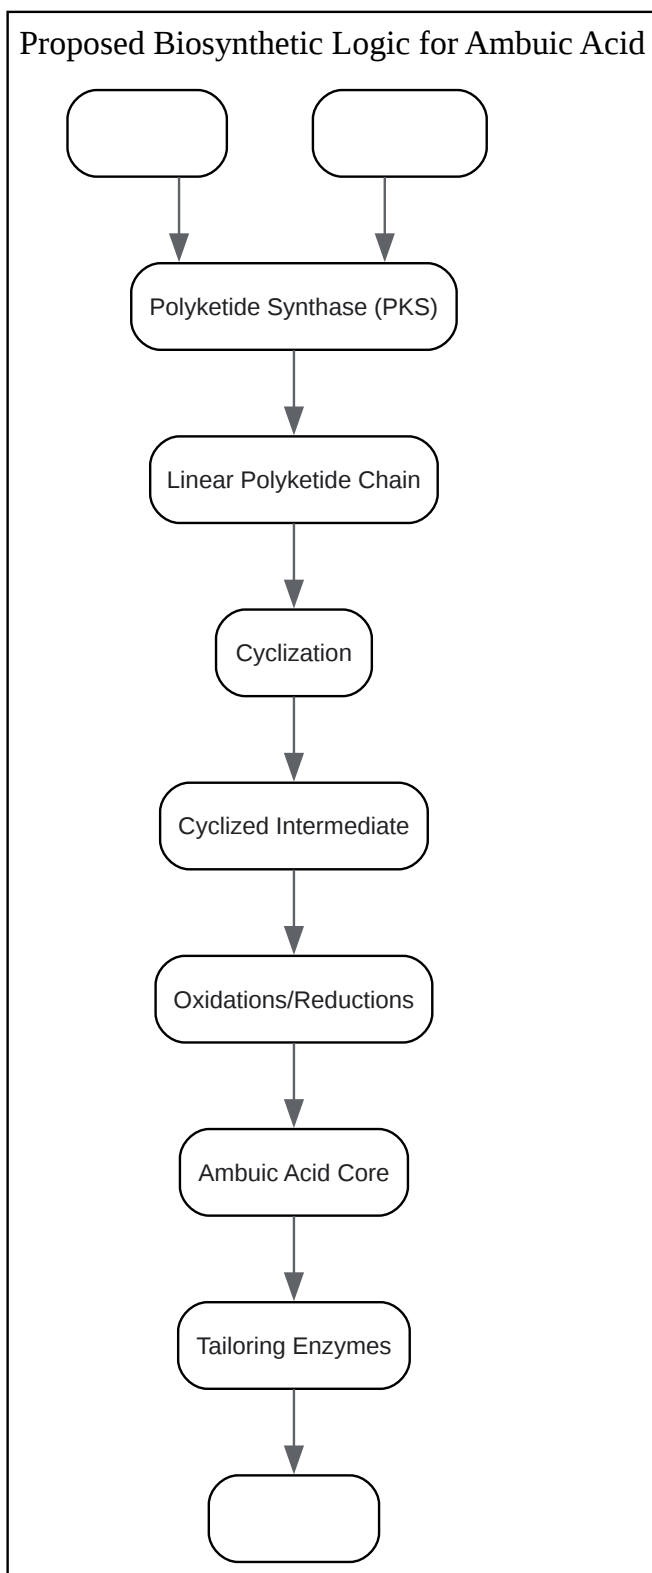 Proposed Biosynthetic Logic for Ambuic Acid
Polyketide Synthase (PKS)
Linear Polyketide Chain
Cyclization
Cyclized Intermediate
Oxidations/Reductions
Ambuic Acid Core
Tailoring Enzymes